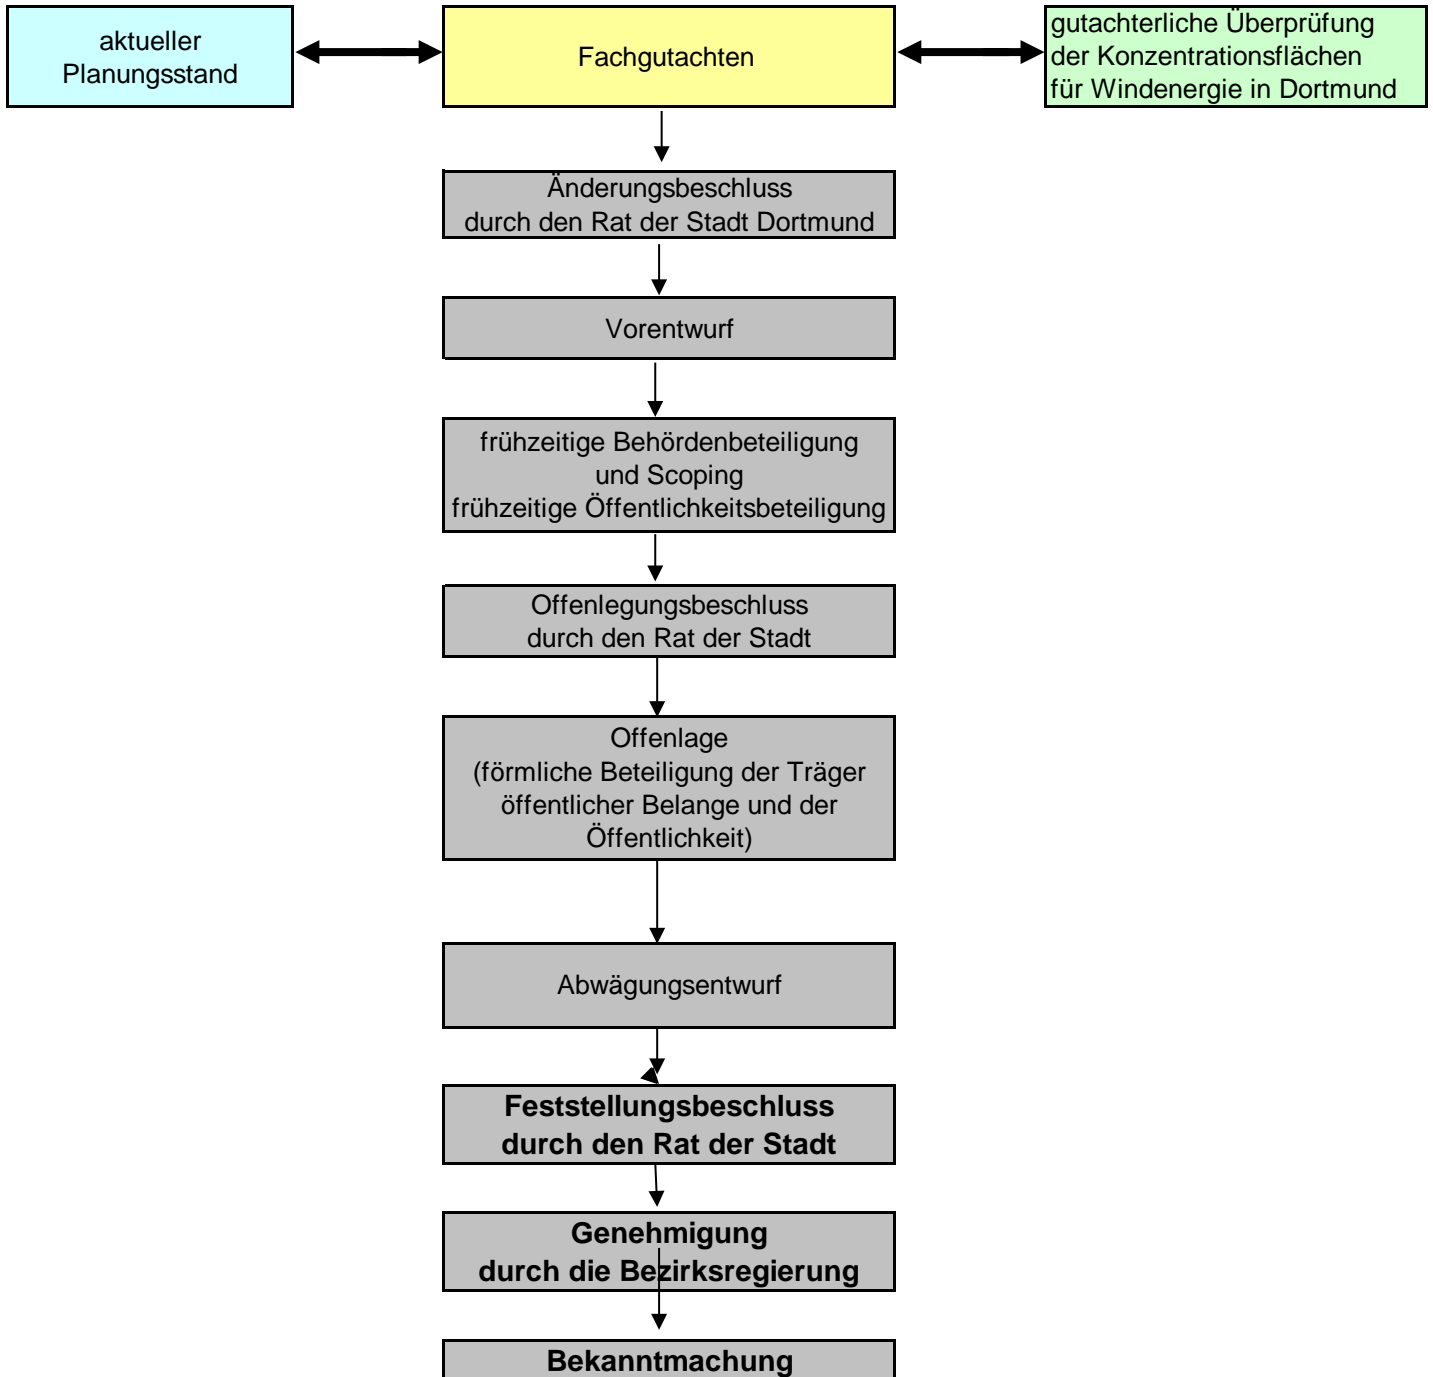 aktueller
Planungsstand
Fachgutachten
gutachterliche Überprüfung
der Konzentrationsflächen
für Windenergie in Dortmund
Änderungsbeschluss
durch den Rat der Stadt Dortmund
Vorentwurf
frühzeitige Behördenbeteiligung
und Scoping
frühzeitige Öffentlichkeitsbeteiligung
Offenlegungsbeschluss
durch den Rat der Stadt
Offenlage
(förmliche Beteiligung der Träger
öffentlicher Belange und der
Öffentlichkeit)
Abwägungsentwurf
Feststellungsbeschluss
durch den Rat der Stadt
Genehmigung
durch die Bezirksregierung
Bekanntmachung